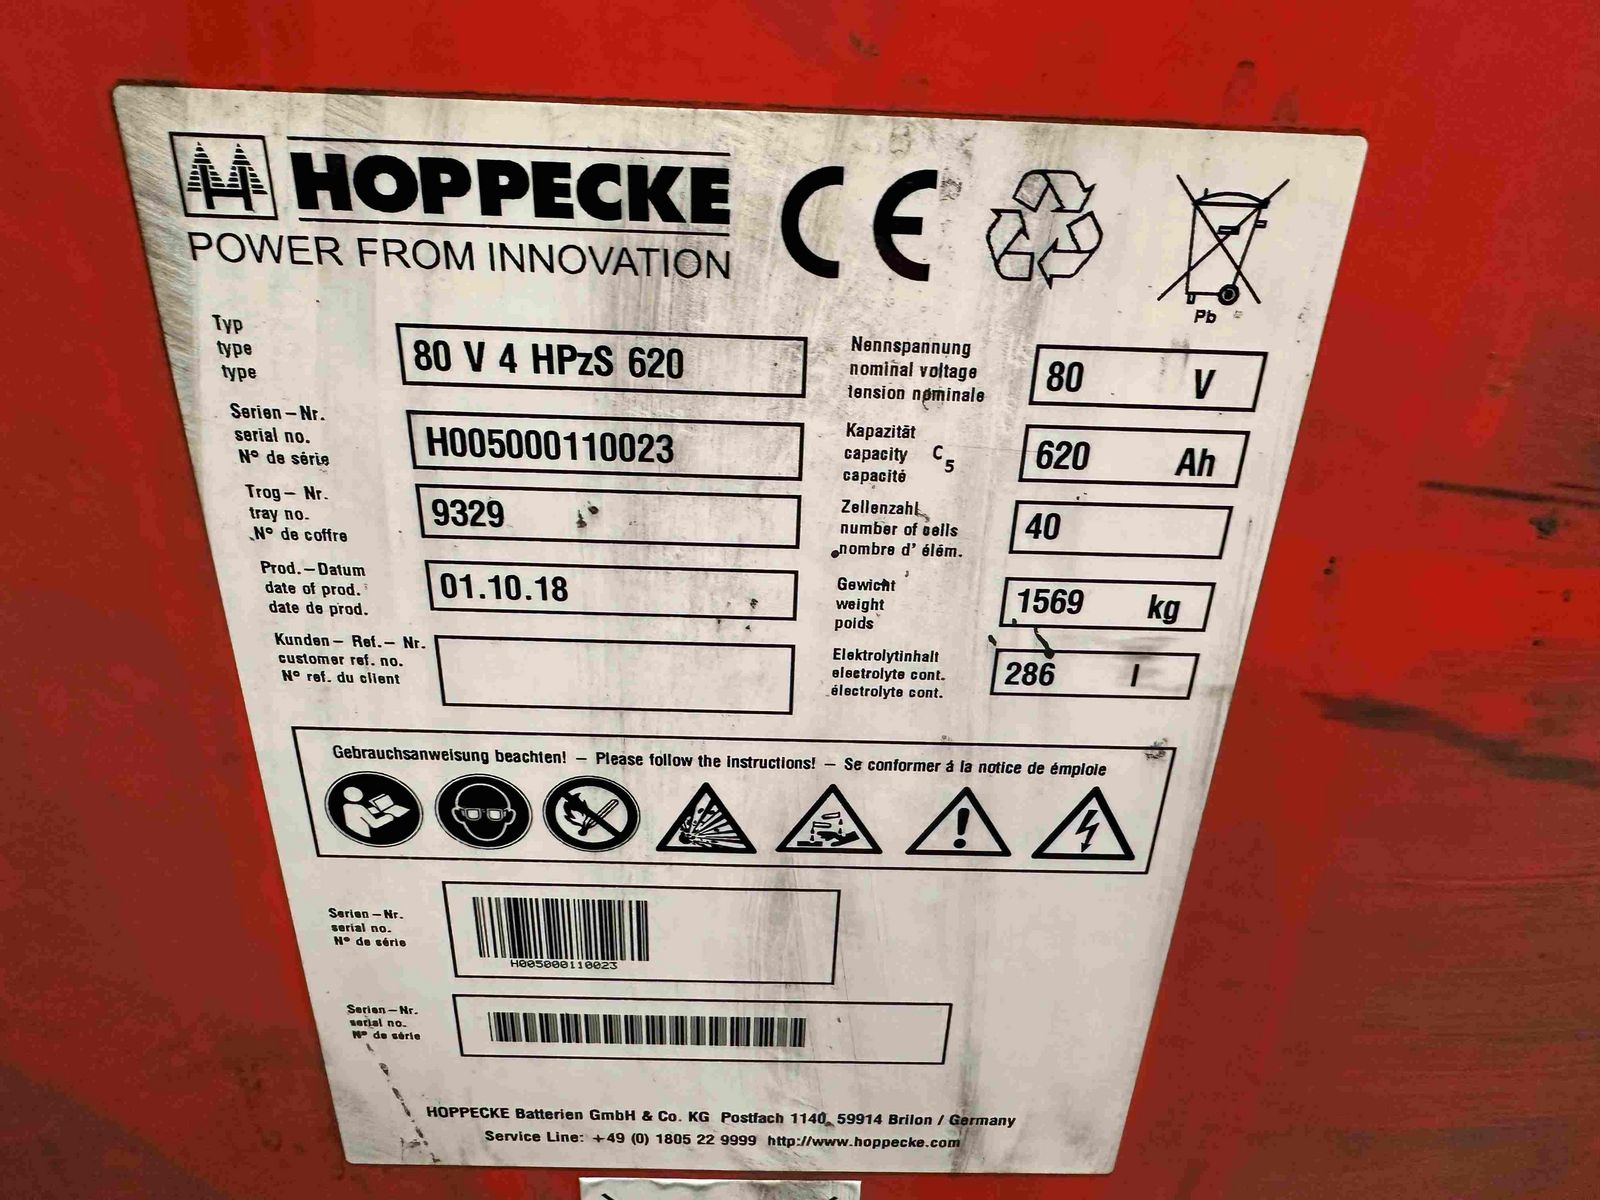 HOPPECKE
POWER FROM INNOVATION
CE
Pb
Typ
type
type
80 V 4 HPzS 620
Serien-Nr.
serial no.
N° de série
H005000110023
Trog-Nr.
tray no.
N° de coffre
9329
Prod.-Datum
date of prod.
date de prod.
01.10.18
Kunden-Ref.-Nr.
customer ref. no.
N° ref. du client
Nennspannung
nominal voltage
tension nominale
80 V
Kapazität
capacity C5
capacité
620 Ah
Zellenzahl
number of cells
nombre d' élém.
40
Gewicht
weight
poids
1569 kg
Elektrolytinhalt
electrolyte cont.
électrolyte cont.
286 l
Gebrauchsanweisung beachten! – Please follow the instructions! – Se conformer á la notice de émploie
Serien-Nr.
serial no.
N° de série
H005000110023
Serien-Nr.
serial no.
N° de série
HOPPECKE Batterien GmbH & Co. KG Postfach 1140, 59914 Brilon / Germany
Service Line: +49 (0) 1805 22 9999 http://www.hoppecke.com